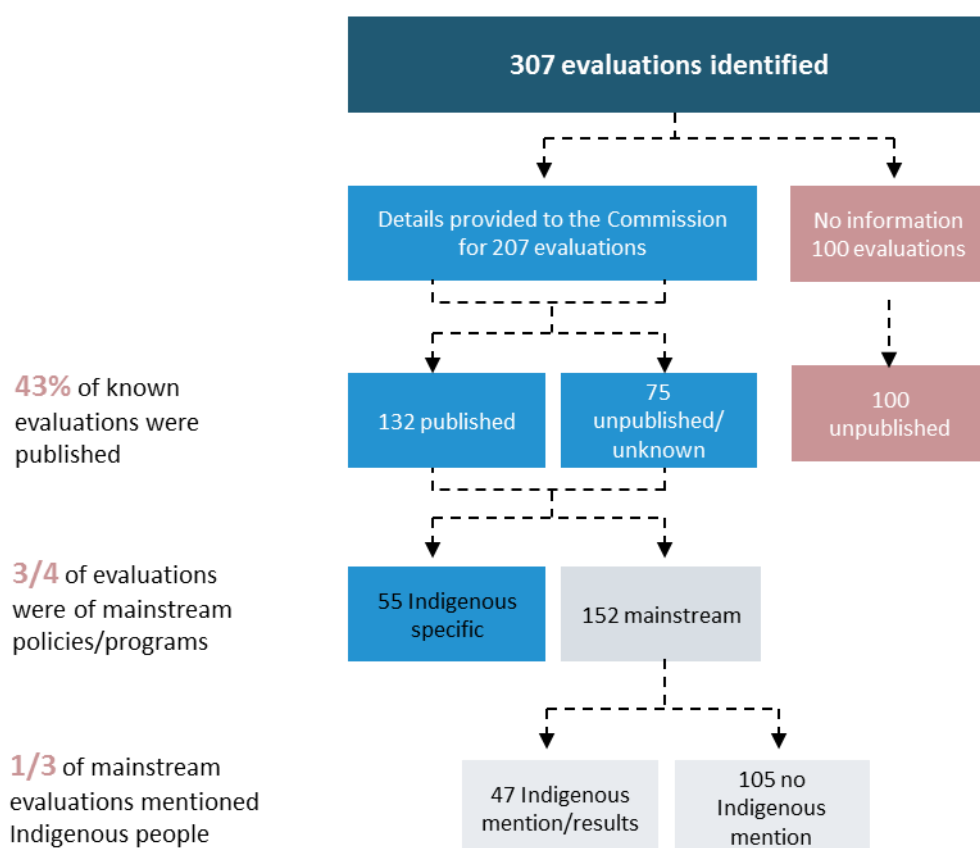 307 evaluations identified
Details provided to the Commission
for 207 evaluations
No information
100 evaluations
43% of known
evaluations were
published
132 published
75
unpublished/
unknown
100
unpublished
3/4 of evaluations
were of mainstream
policies/programs
55 Indigenous
specific
152 mainstream
1/3 of mainstream
evaluations mentioned
Indigenous people
47 Indigenous
mention/results
105 no
Indigenous
mention